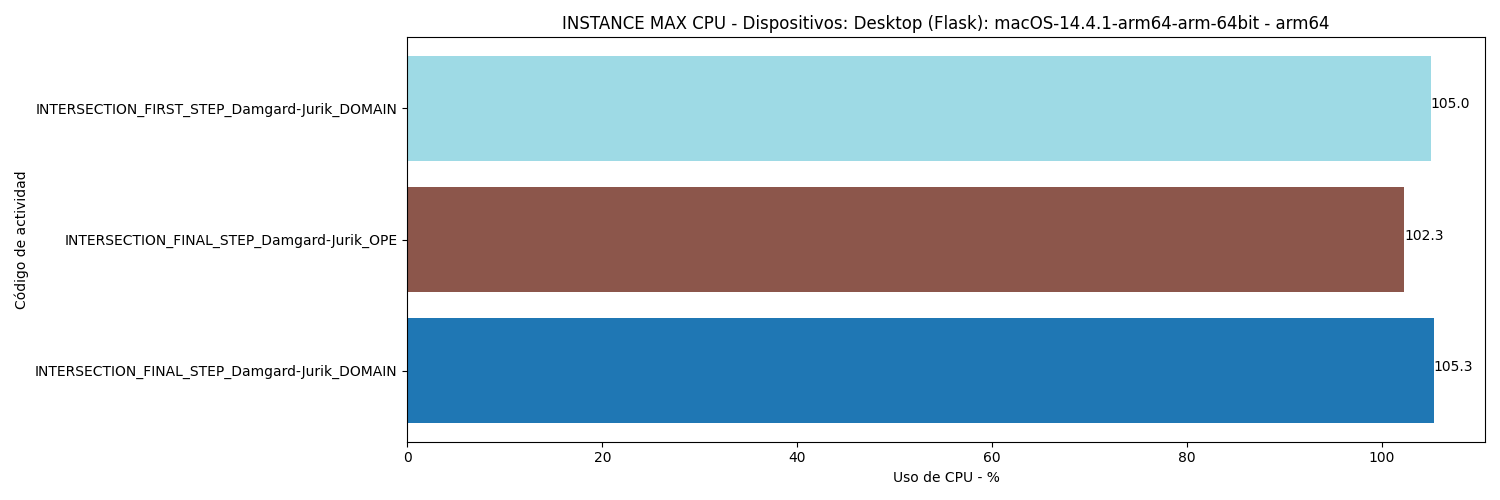 INSTANCE MAX CPU - Dispositivos: Desktop (Flask): macOS-14.4.1-arm64-arm-64bit - arm64
INTERSECTION_FIRST_STEP_Damgard-Jurik_DOMAIN
105.0
INTERSECTION_FINAL_STEP_Damgard-Jurik_OPE
102.3
INTERSECTION_FINAL_STEP_Damgard-Jurik_DOMAIN
105.3
Código de actividad
0 20 40 60 80 100
Uso de CPU - %